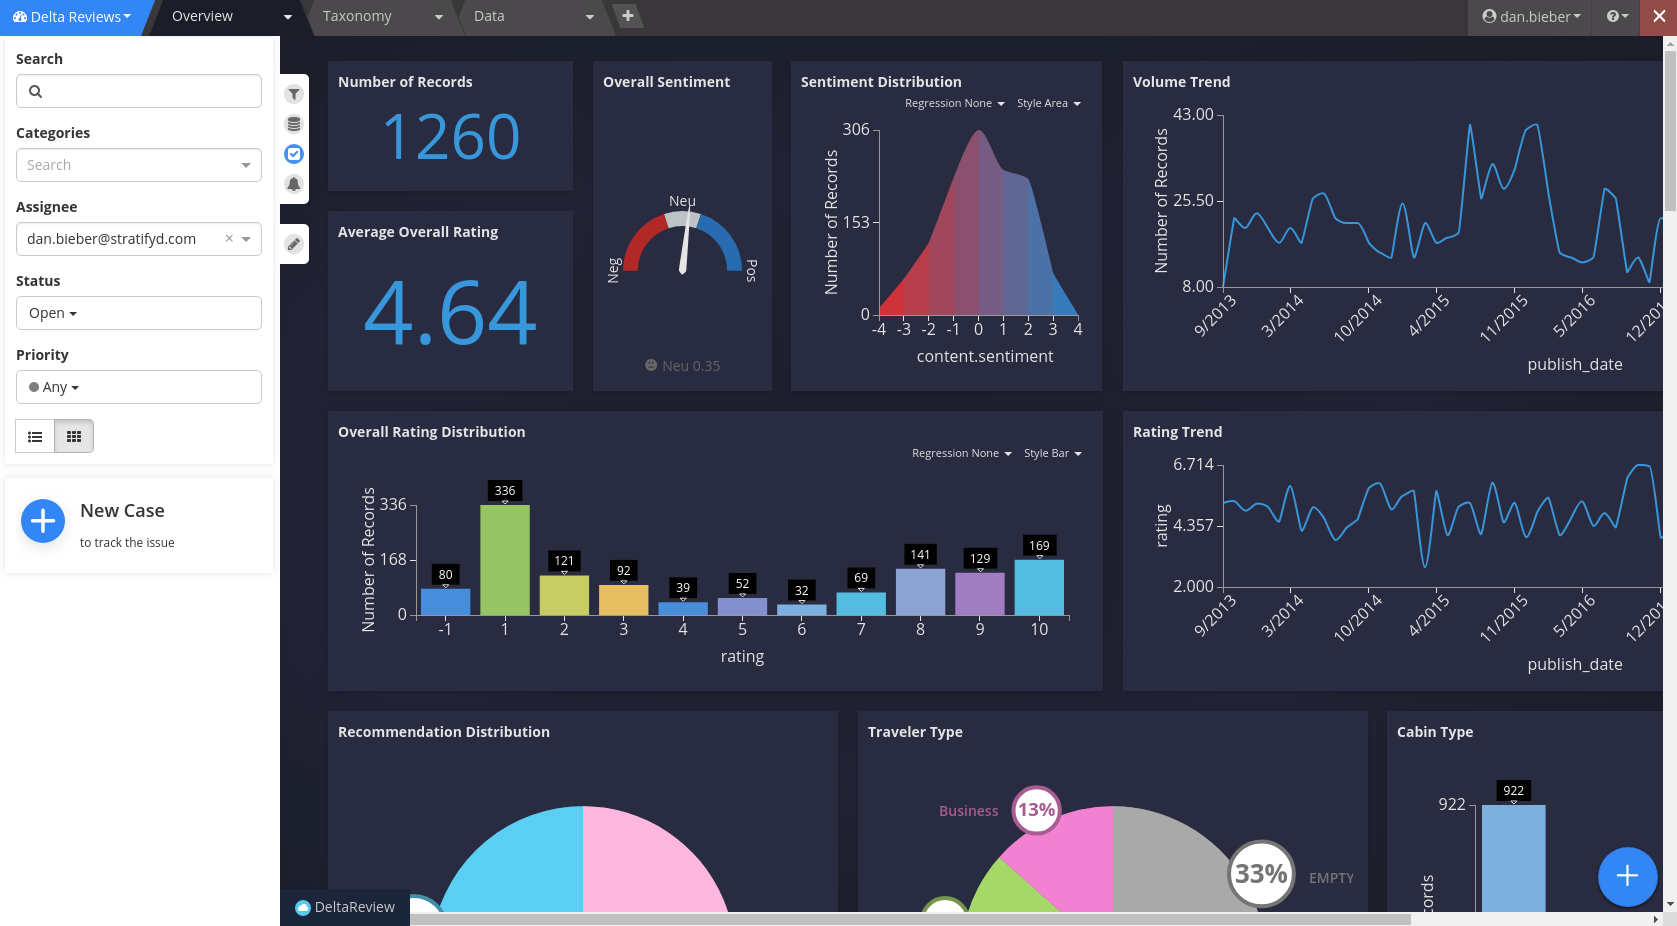 Delta Reviews
Overview
Taxonomy
Data
dan.bieber
Search
Categories
Search
Assignee
dan.bieber@stratifyd.com
Status
Open
Priority
Any
New Case
to track the issue
Number of Records
1260
Average Overall Rating
4.64
Overall Sentiment
Neu
Neg
Pos
Neu 0.35
Sentiment Distribution
Regression None Style Area
Number of Records
306
153
0
-4 -3 -2 -1 0 1 2 3 4
content.sentiment
Volume Trend
Number of Records
43.00
25.50
8.00
9/2013 3/2014 10/2014 4/2015 11/2015 5/2016 12/201
publish_date
Overall Rating Distribution
Regression None Style Bar
Number of Records
336
168
0
80 336 121 92 39 52 32 69 141 129 169
-1 1 2 3 4 5 6 7 8 9 10
rating
Rating Trend
rating
6.714
4.357
2.000
9/2013 3/2014 10/2014 4/2015 11/2015 5/2016 12/201
publish_date
Recommendation Distribution
Traveler Type
Business 13%
33% EMPTY
Cabin Type
922
922
cords
DeltaReview